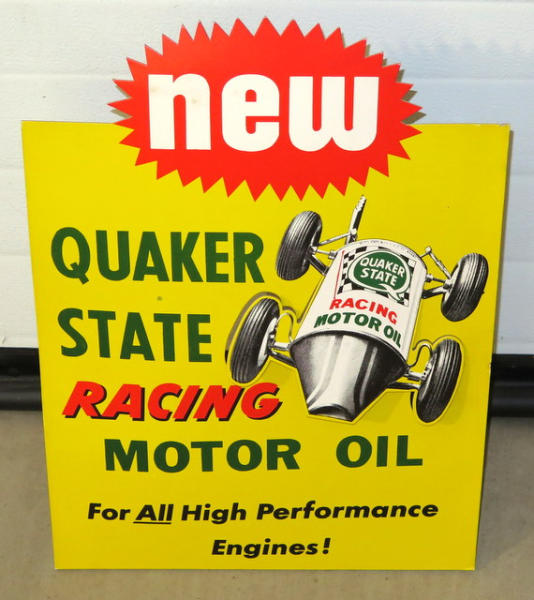 new
QUAKER
STATE
RACING
MOTOR OIL
For All High Performance
Engines!
QUAKER
STATE
RACING
MOTOR OIL